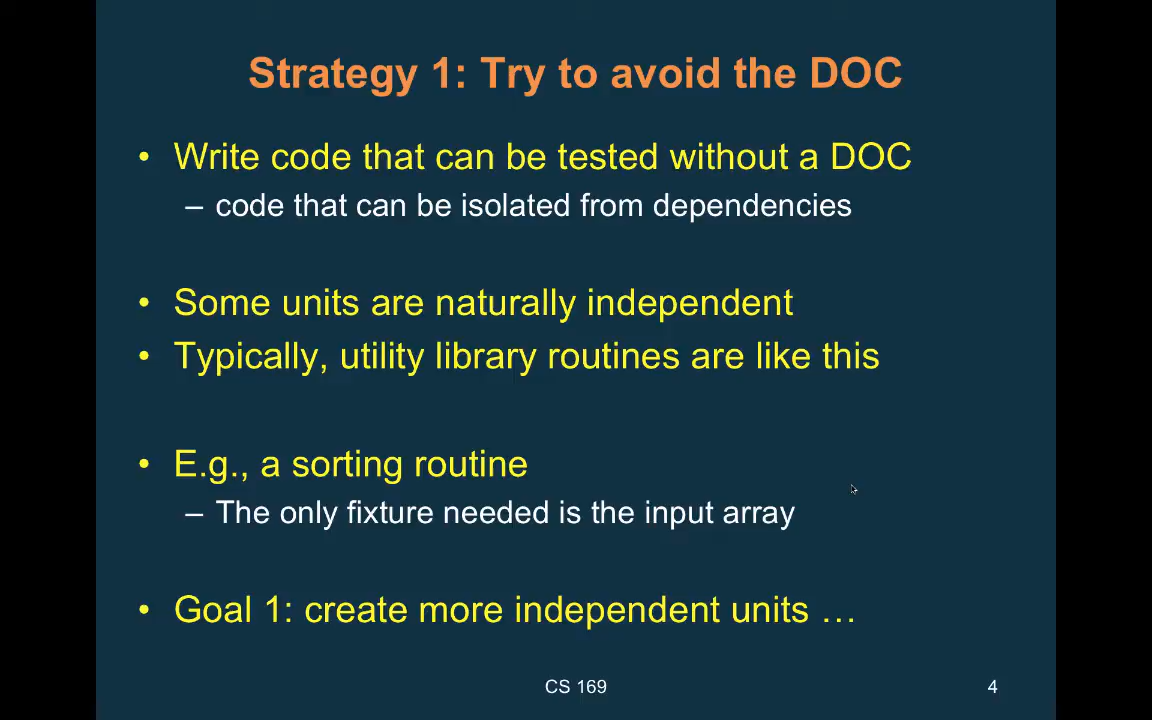 Strategy 1: Try to avoid the DOC
• Write code that can be tested without a DOC
– code that can be isolated from dependencies
• Some units are naturally independent
• Typically, utility library routines are like this
• E.g., a sorting routine
– The only fixture needed is the input array
• Goal 1: create more independent units …
CS 169
4